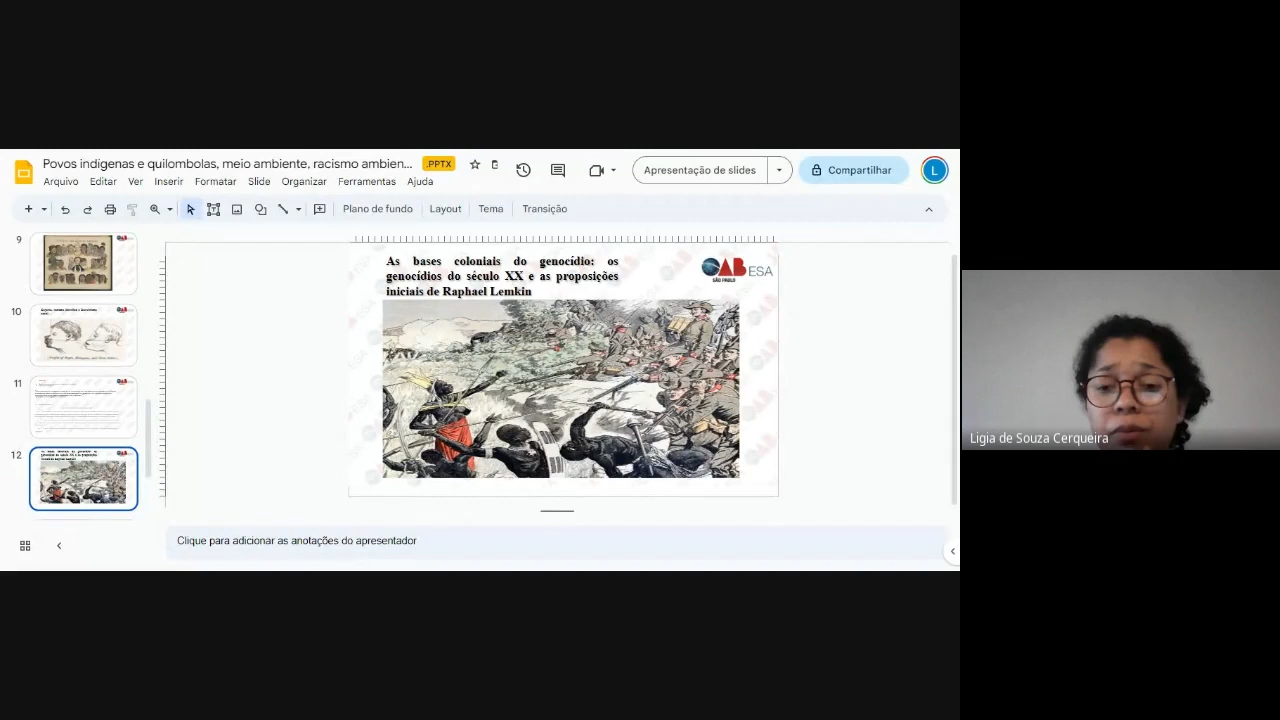 Povos indígenas e quilombolas, meio ambiente, racismo ambien...
.PPTX
Apresentação de slides
Compartilhar
L
Arquivo Editar Ver Inserir Formatar Slide Organizar Ferramentas Ajuda
Plano de fundo Layout Tema Transição
9
10
11
12
As bases coloniais do genocídio: os
genocídios do século XX e as proposições
iniciais de Raphael Lemkin
OAB ESA
SÃO PAULO
Clique para adicionar as anotações do apresentador
Ligia de Souza Cerqueira